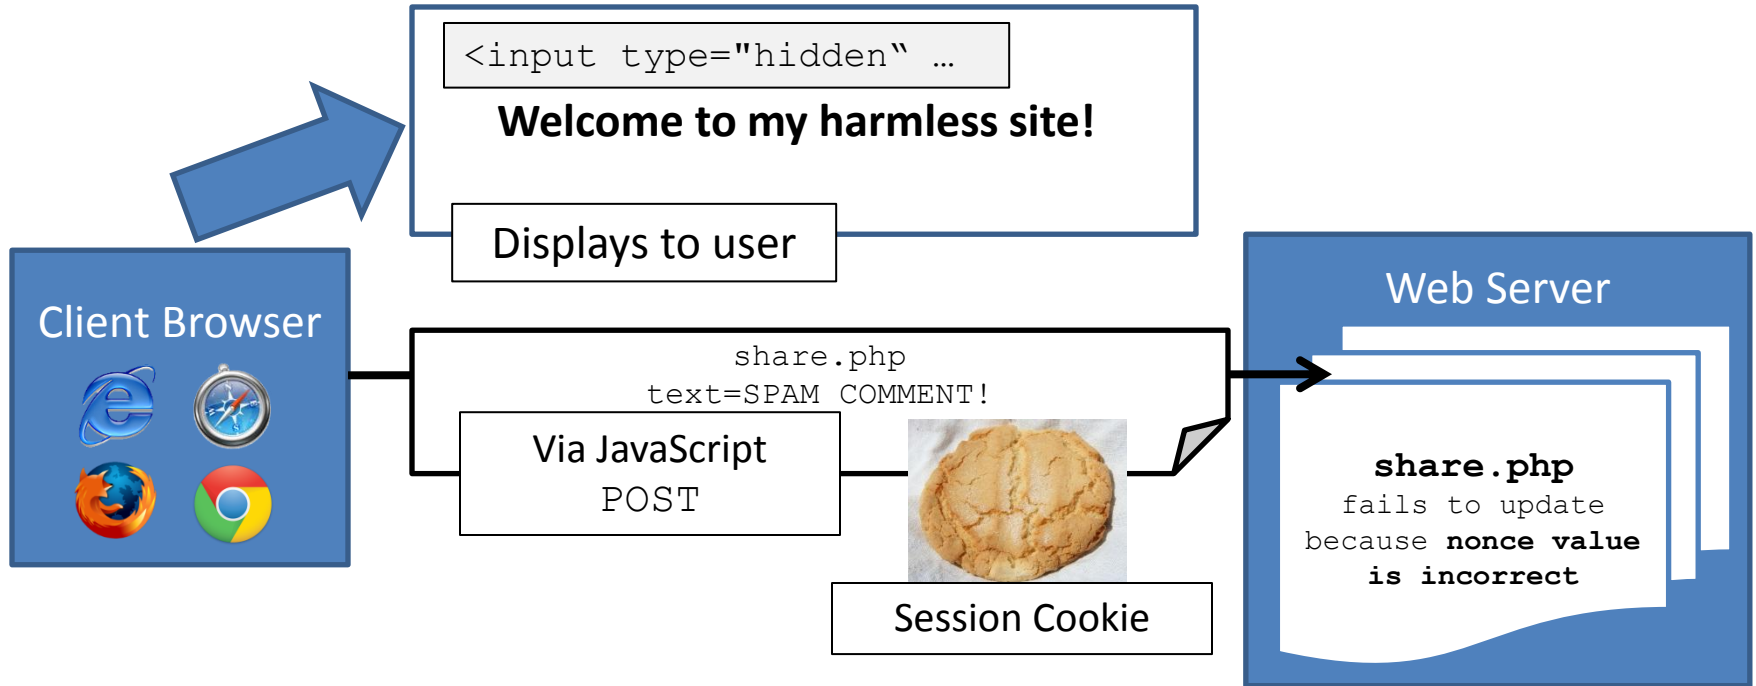 <input type="hidden“ …
Welcome to my harmless site!
Displays to user
Client Browser
share.php
text=SPAM COMMENT!
Via JavaScript
POST
Session Cookie
Web Server
share.php
fails to update
because nonce value
is incorrect